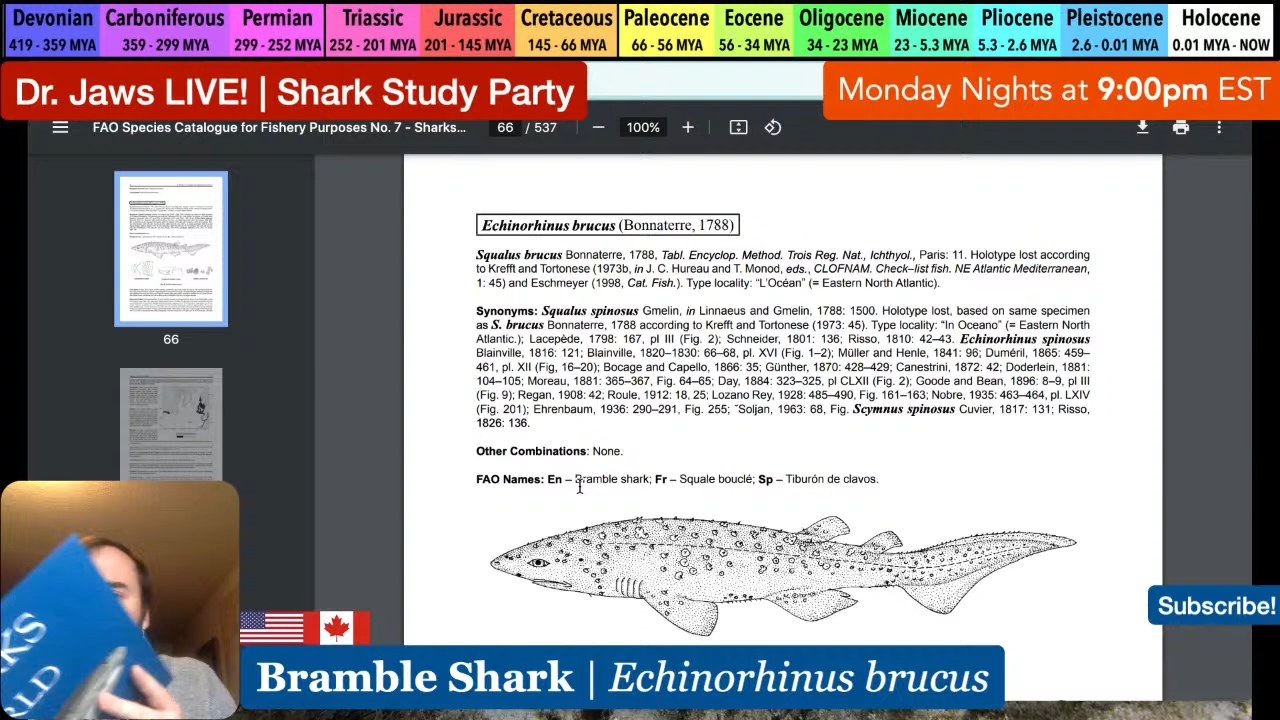 Devonian Carboniferous Permian Triassic Jurassic Cretaceous Paleocene Eocene Oligocene Miocene Pliocene Pleistocene Holocene
419 - 359 MYA 359 - 299 MYA 299 - 252 MYA 252 - 201 MYA 201 - 145 MYA 145 - 66 MYA 66 - 56 MYA 56 - 34 MYA 34 - 23 MYA 23 - 5.3 MYA 5.3 - 2.6 MYA 2.6 - 0.01 MYA 0.01 MYA - NOW
Dr. Jaws LIVE! | Shark Study Party
Monday Nights at 9:00pm EST
FAO Species Catalogue for Fishery Purposes No. 7 - Sharks... 66 / 537 100%
Echinorhinus brucus (Bonnaterre, 1788)
Squalus brucus Bonnaterre, 1788, Tabl. Encyclop. Method. Trois Reg. Nat., Ichthyol., Paris: 11. Holotype lost according
to Krefft and Tortonese (1973b, in J. C. Hureau and T. Monod, eds., CLOFNAM. Check–list fish. NE Atlantic Mediterranean,
1: 45) and Eschmeyer (1998, Cat. Fish.). Type locality: "L'Océan" (= Eastern North Atlantic).
Synonyms: Squalus spinosus Gmelin, in Linnaeus and Gmelin, 1788: 1500. Holotype lost, based on same specimen
as S. brucus Bonnaterre, 1788 according to Krefft and Tortonese (1973: 45). Type locality: "In Oceano" (= Eastern North
Atlantic.); Lacepède, 1798: 167, pl III (Fig. 2); Schneider, 1801: 136; Risso, 1810: 42–43. Echinorhinus spinosus
Blainville, 1816: 121; Blainville, 1820–1830: 66–68, pl. XVI (Fig. 1–2); Müller and Henle, 1841: 96; Duméril, 1865: 459–
461, pl. XII (Fig, 16–20); Bocage and Capello, 1866: 35; Günther, 1870: 428–429; Canestrini, 1872: 42; Doderlein, 1881:
104–105; Moreau, 1881: 365–367, Fig. 64–65; Day, 1884: 323–325, pl CLXII (Fig. 2); Goode and Bean, 1896: 8–9, pl III
(Fig. 9); Regan, 1908: 42; Roule, 1912: 18, 25; Lozano Rey, 1928: 485–490, Fig. 161–163; Nobre, 1935: 463–464, pl. LXIV
(Fig. 201); Ehrenbaum, 1936: 290–291, Fig. 255; ˇSoljan, 1963: 68, Fig. Scymnus spinosus Cuvier, 1817: 131; Risso,
1826: 136.
Other Combinations: None.
FAO Names: En – Bramble shark; Fr – Squale bouclé; Sp – Tiburón de clavos.
66
Subscribe!
Bramble Shark | Echinorhinus brucus